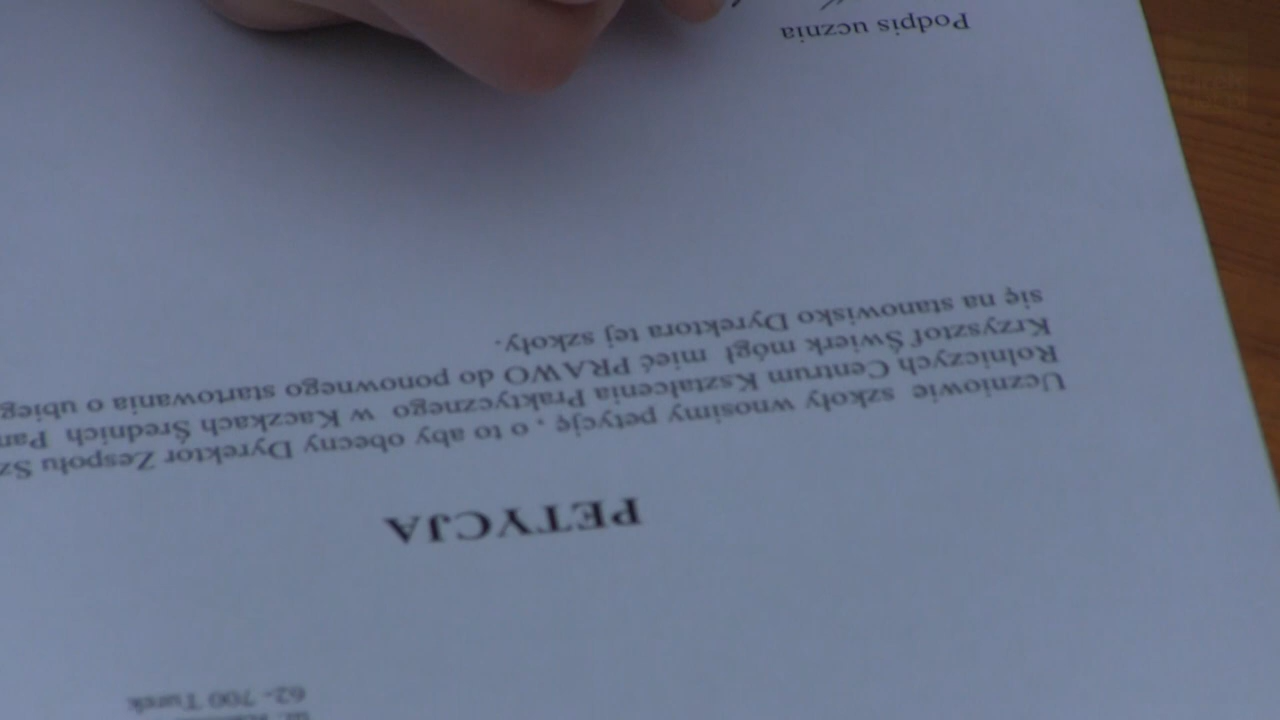 62-700 Turek
PETYCJA
Uczniowie szkoły wnosimy petycję , o to aby obecny Dyrektor Zespołu
Rolniczych Centrum Kształcenia Praktycznego w Kaczkach Średnich
Krzysztof Świerk mógł mieć PRAWO do ponownego startowania o
się na stanowisko Dyrektora tej szkoły.
Podpis ucznia